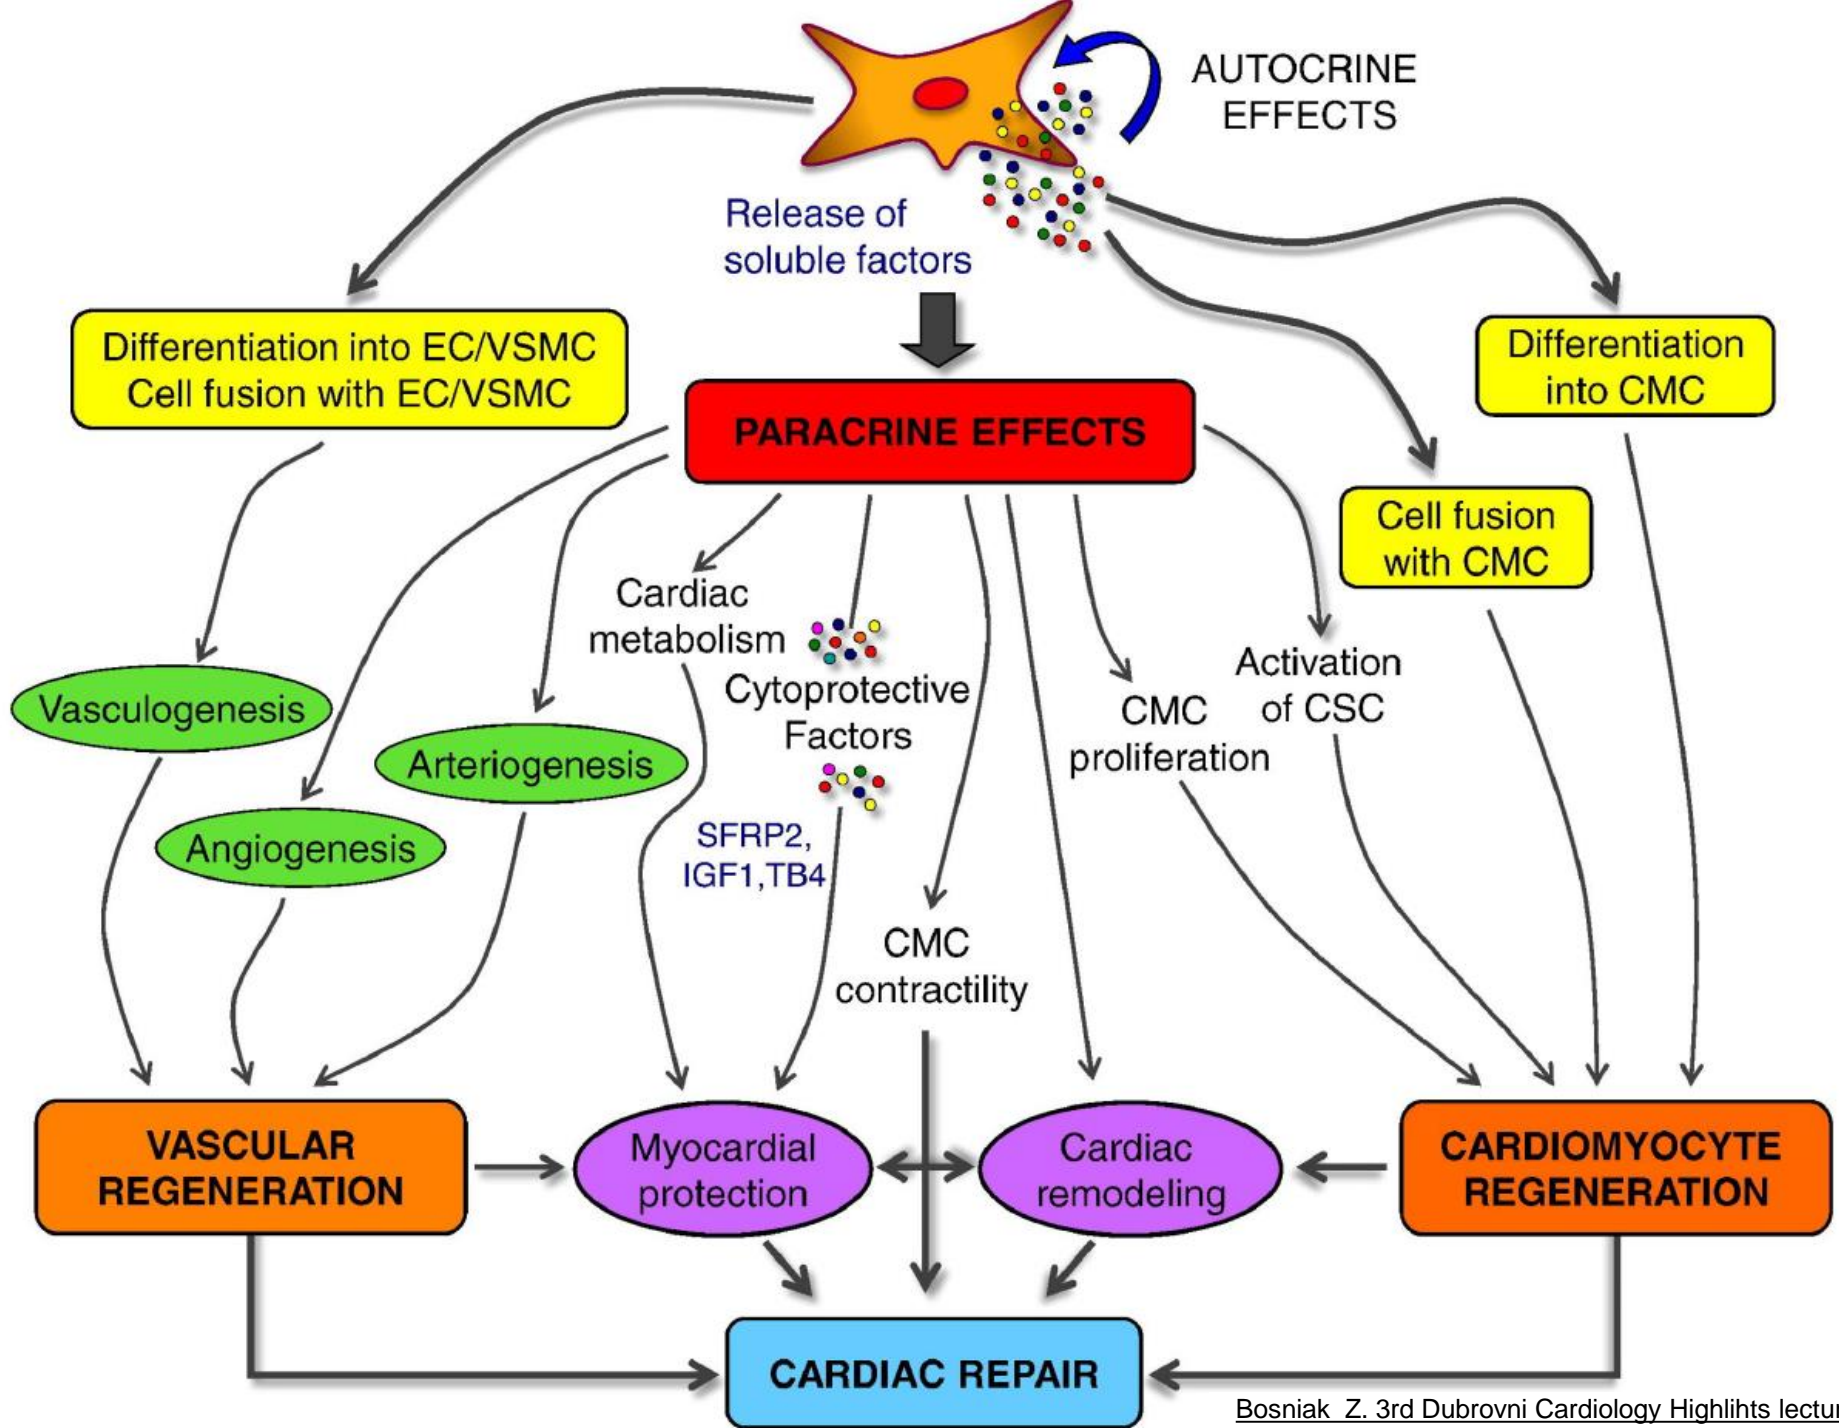 AUTOCRINE
EFFECTS
Release of
soluble factors
Differentiation into EC/VSMC
Cell fusion with EC/VSMC
Differentiation
into CMC
PARACRINE EFFECTS
Cell fusion
with CMC
Cardiac
metabolism
Cytoprotective
Factors
Activation
of CSC
CMC
proliferation
Vasculogenesis
Arteriogenesis
Angiogenesis
SFRP2,
IGF1,TB4
CMC
contractility
VASCULAR
REGENERATION
Myocardial
protection
Cardiac
remodeling
CARDIOMYOCYTE
REGENERATION
CARDIAC REPAIR
Bosniak Z. 3rd Dubrovni Cardiology Highlihts lectur